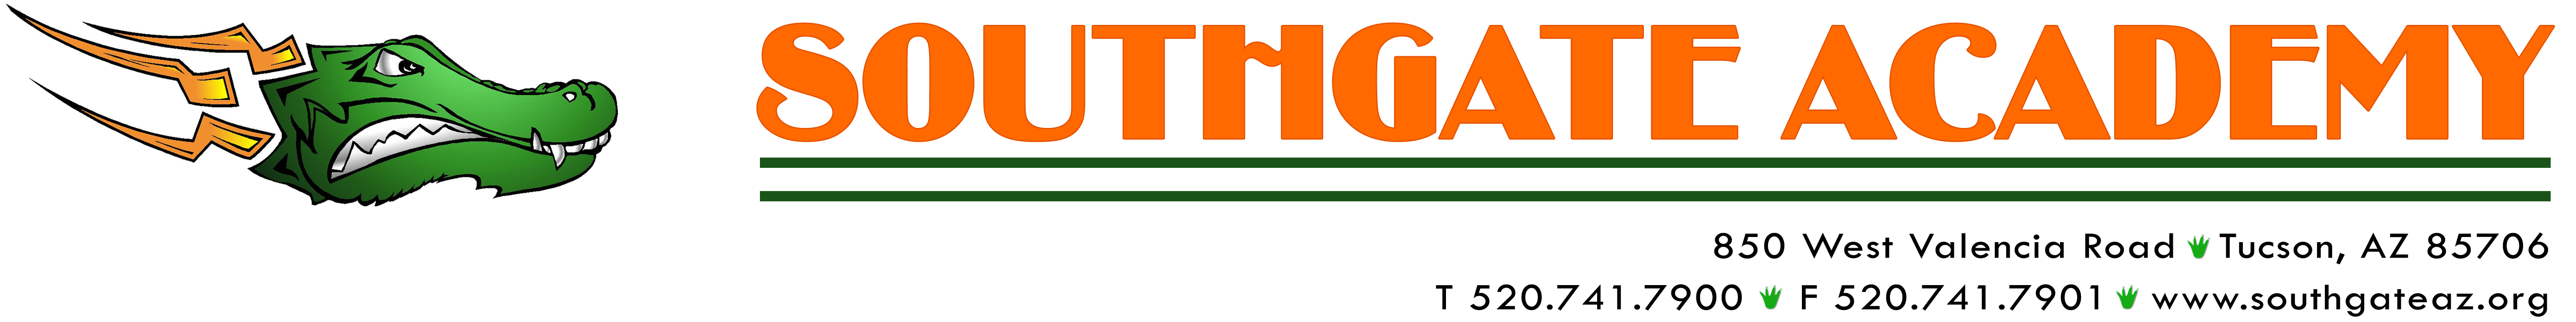 SOUTHGATE ACADEMY
850 West Valencia Road Tucson, AZ 85706
T 520.741.7900 F 520.741.7901 www.southgateaz.org